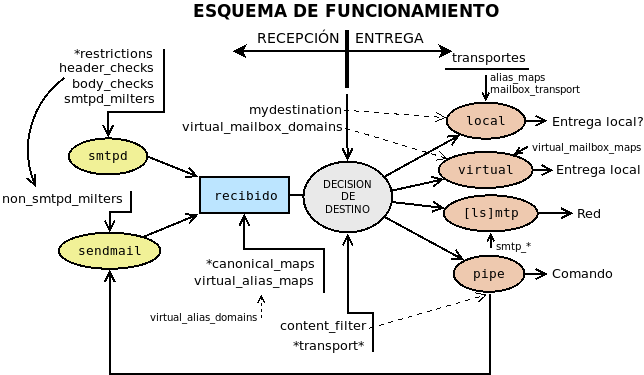 ESQUEMA DE FUNCIONAMIENTO
RECEPCIÓN
ENTREGA
*restrictions
header_checks
body_checks
smtpd_milters
transportes
alias_maps
mailbox_transport
mydestination
virtual_mailbox_domains
local
Entrega local?
smtpd
virtual_mailbox_maps
virtual
Entrega local
non_smtpd_milters
recibido
DECISION
DE
DESTINO
[ls]mtp
Red
sendmail
smtp_*
*canonical_maps
virtual_alias_maps
pipe
Comando
virtual_alias_domains
content_filter
*transport*